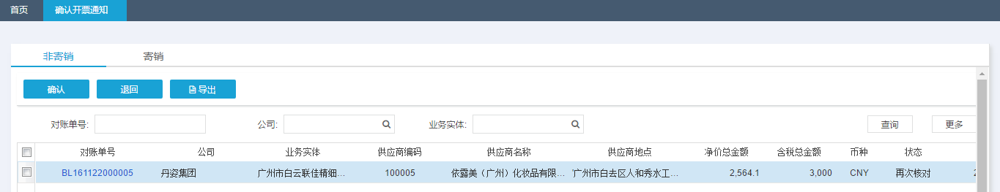 首页 确认开票通知
非寄销 寄销
确认 退回 导出
对账单号: 公司: 业务实体: 查询 更多
对账单号 公司 业务实体 供应商编码 供应商名称 供应商地点 净价总金额 含税总金额 币种 状态
BL161122000005 丹姿集团 广州市白云联佳精细... 100005 依露美（广州）化妆品有限... '广州市白去区人和秀水工... 2,564.1 3,000 CNY 再次核对